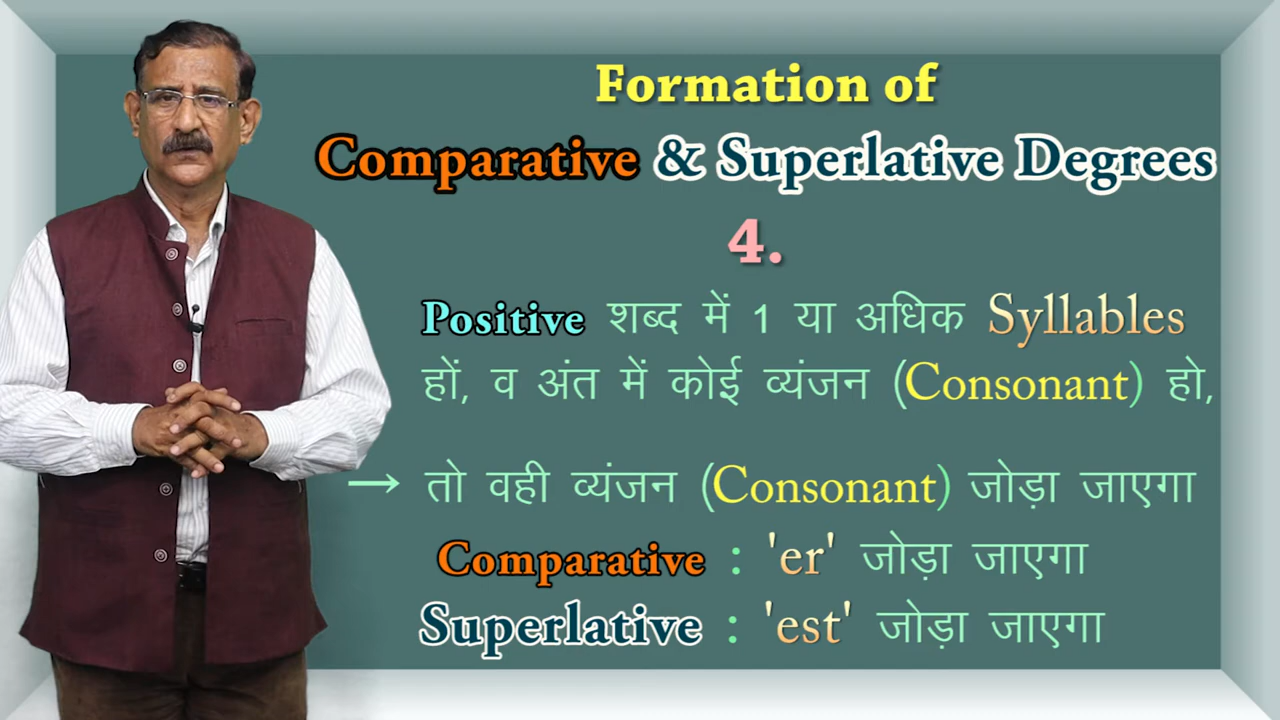 Formation of
Comparative & Superlative Degrees
4.
Positive शब्द में 1 या अधिक Syllables
हों, व अंत में कोई व्यंजन (Consonant) हो,
→ तो वही व्यंजन (Consonant) जोड़ा जाएगा
Comparative : 'er' जोड़ा जाएगा
Superlative : 'est' जोड़ा जाएगा